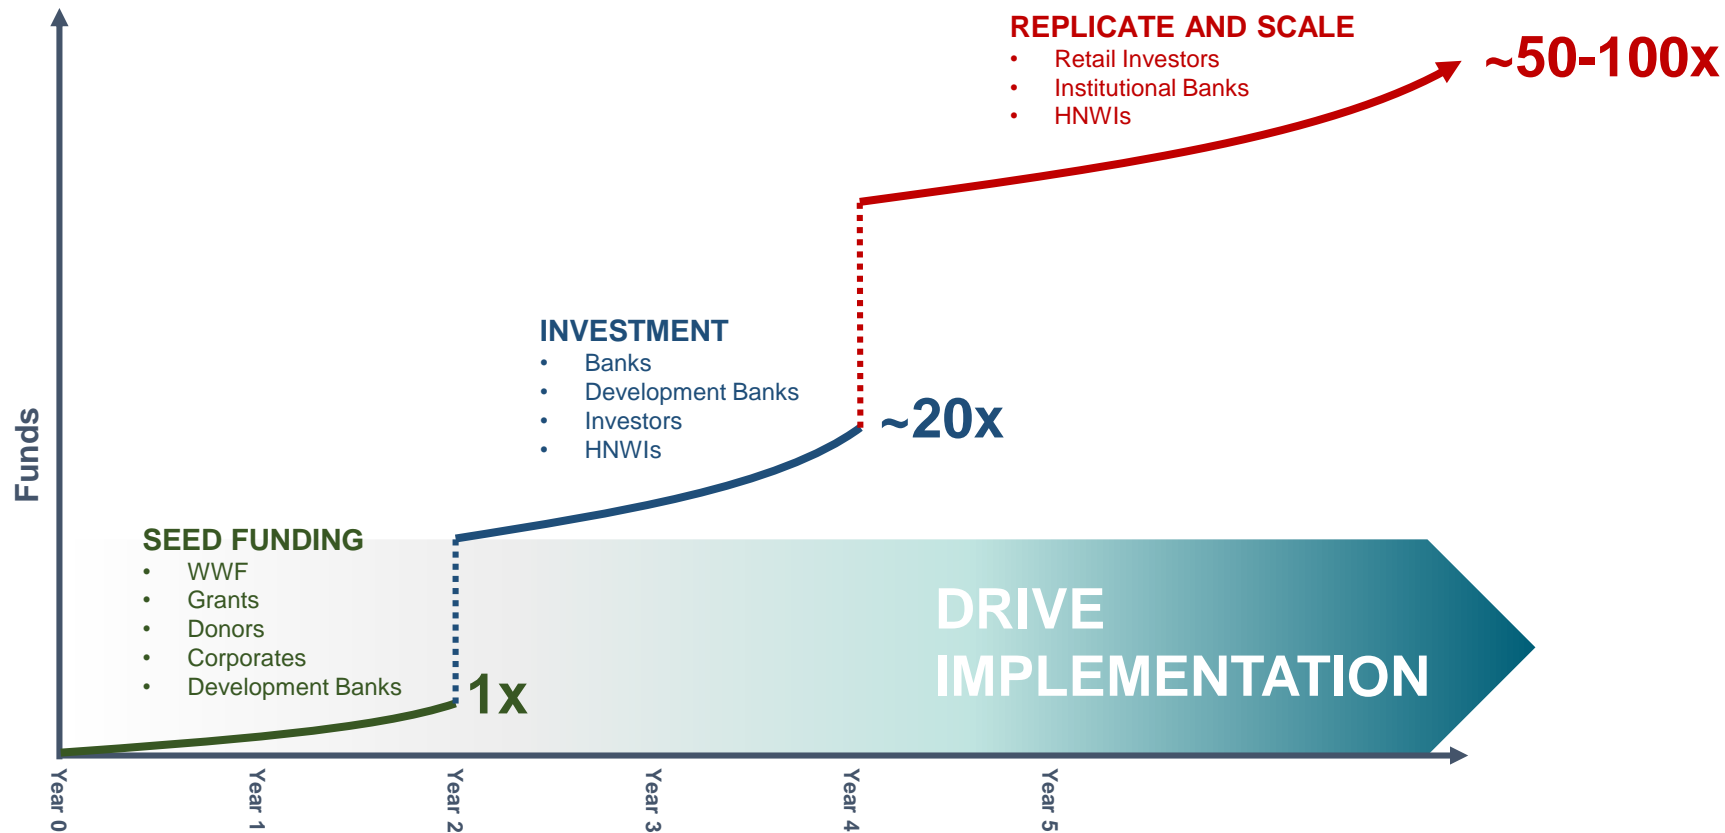 REPLICATE AND SCALE
• Retail Investors
• Institutional Banks
• HNWIs
~50-100x
INVESTMENT
• Banks
• Development Banks
• Investors
• HNWIs
~20x
Funds
SEED FUNDING
• WWF
• Grants
• Donors
• Corporates
• Development Banks
1x
DRIVE
IMPLEMENTATION
Year 0
Year 1
Year 2
Year 3
Year 4
Year 5